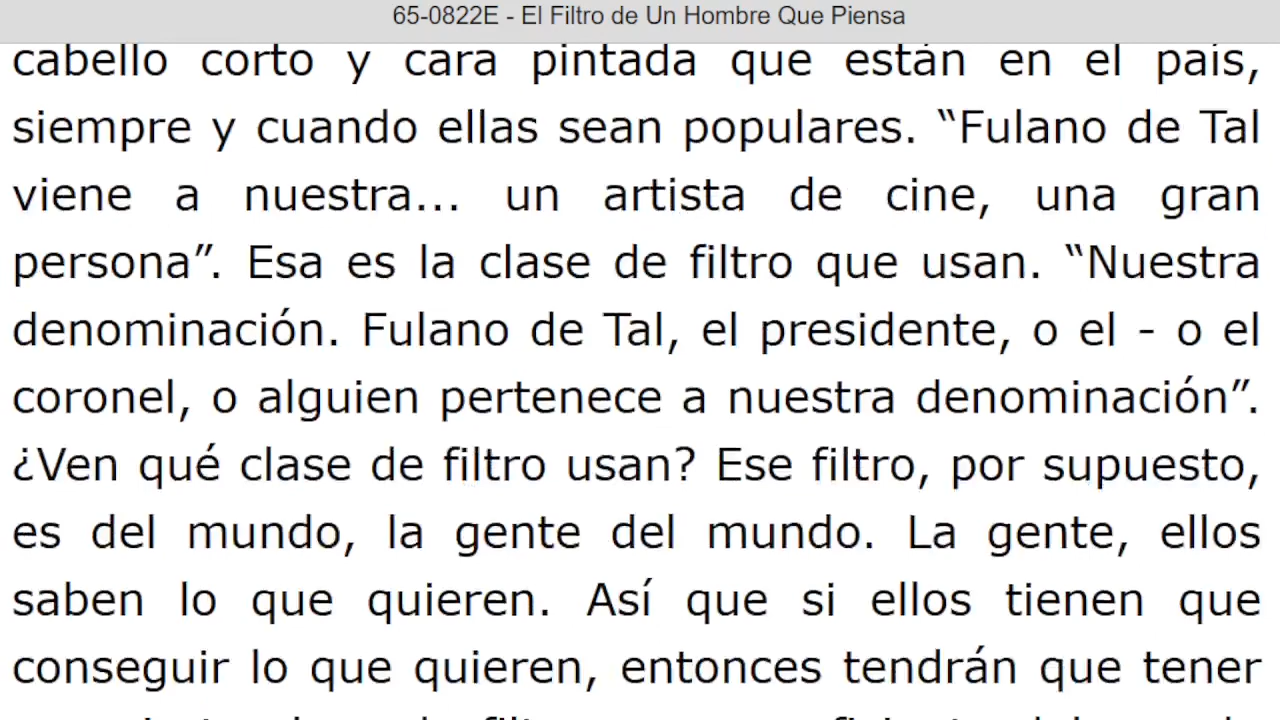 65-0822E - El Filtro de Un Hombre Que Piensa
cabello corto y cara pintada que están en el país,
siempre y cuando ellas sean populares. “Fulano de Tal
viene a nuestra... un artista de cine, una gran
persona”. Esa es la clase de filtro que usan. “Nuestra
denominación. Fulano de Tal, el presidente, o el - o el
coronel, o alguien pertenece a nuestra denominación”.
¿Ven qué clase de filtro usan? Ese filtro, por supuesto,
es del mundo, la gente del mundo. La gente, ellos
saben lo que quieren. Así que si ellos tienen que
conseguir lo que quieren, entonces tendrán que tener